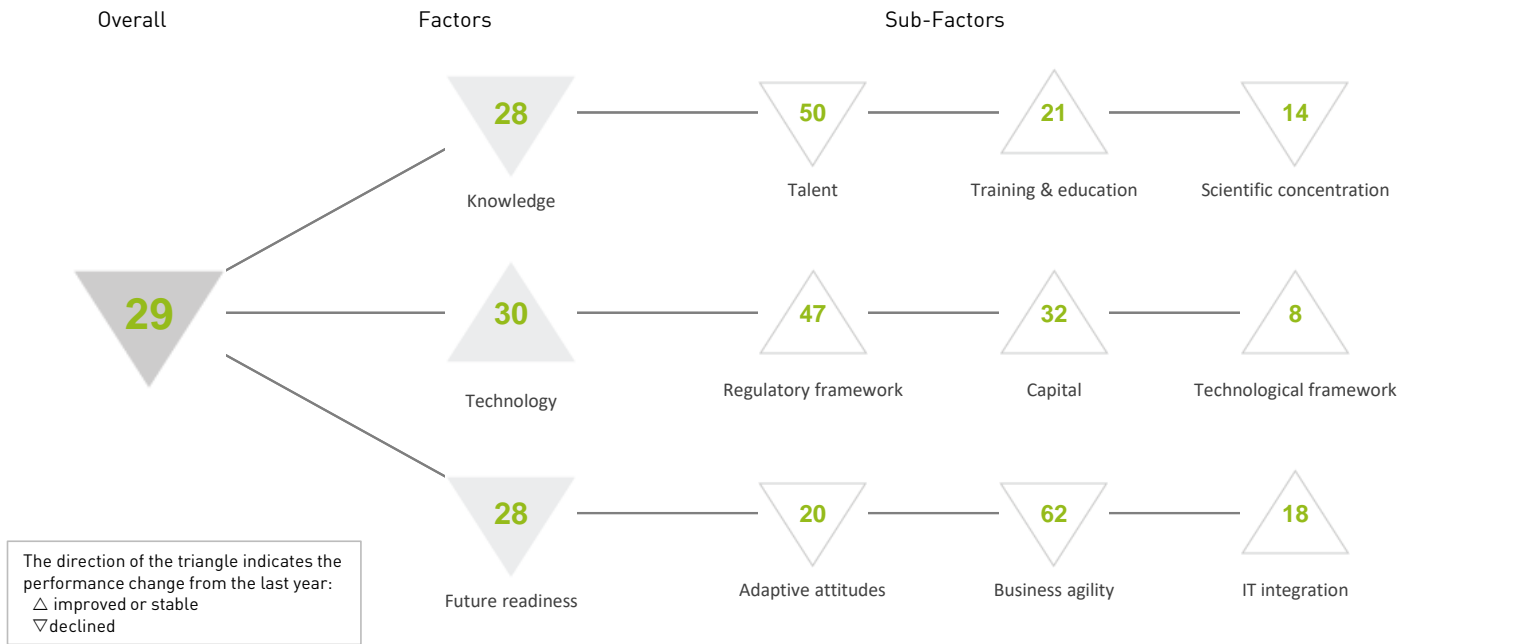 Overall
Factors
Sub-Factors
28
50
21
14
Knowledge
Talent
Training & education
Scientific concentration
29
30
47
32
8
Technology
Regulatory framework
Capital
Technological framework
28
20
62
18
Future readiness
Adaptive attitudes
Business agility
IT integration
The direction of the triangle indicates the
performance change from the last year:
△ improved or stable
▽declined